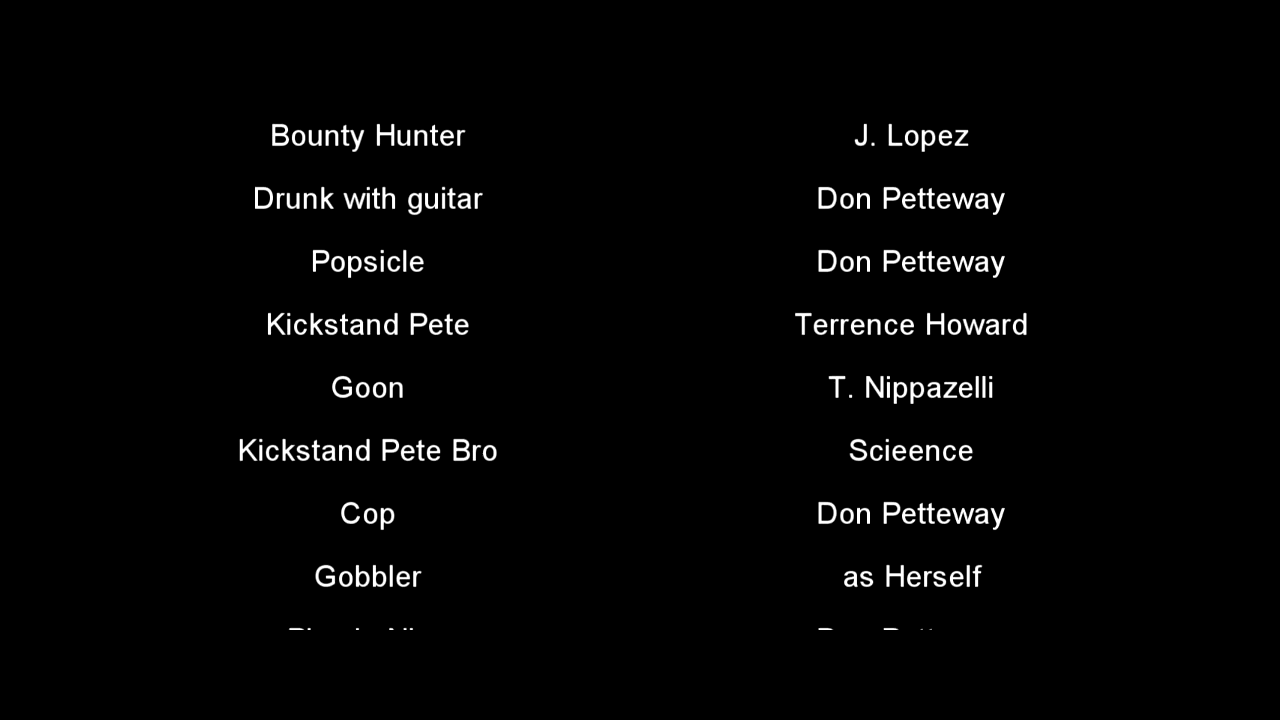 Bounty Hunter J. Lopez
Drunk with guitar Don Petteway
Popsicle Don Petteway
Kickstand Pete Terrence Howard
Goon T. Nippazelli
Kickstand Pete Bro Scieence
Cop Don Petteway
Gobbler as Herself